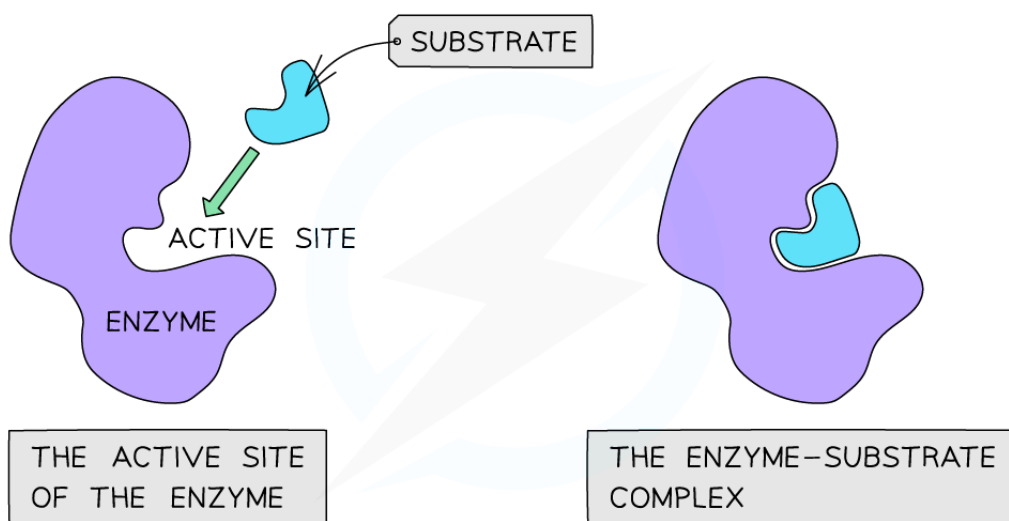 SUBSTRATE
ACTIVE SITE
ENZYME
THE ACTIVE SITE
OF THE ENZYME
THE ENZYME-SUBSTRATE
COMPLEX